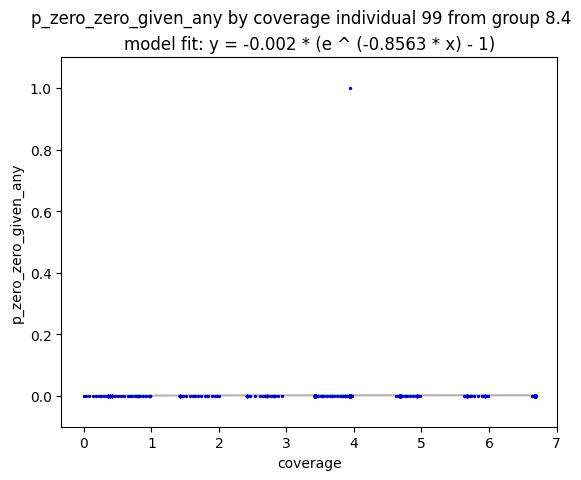 p_zero_zero_given_any by coverage individual 99 from group 8.4
model fit: y = -0.002 * (e ^ (-0.8563 * x) - 1)
1.0
0.8
0.6
0.4
0.2
0.0
p_zero_zero_given_any
0 1 2 3 4 5 6 7
coverage